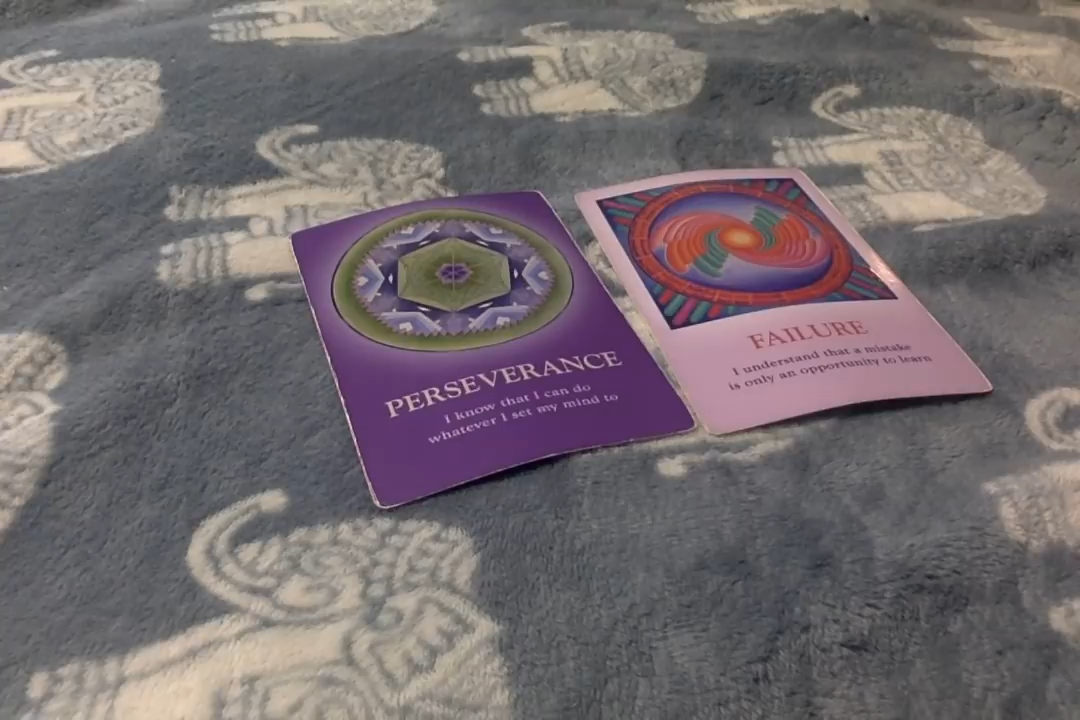 PERSEVERANCE
I know that I can do
whatever I set my mind to
FAILURE
I understand that a mistake
is only an opportunity to learn